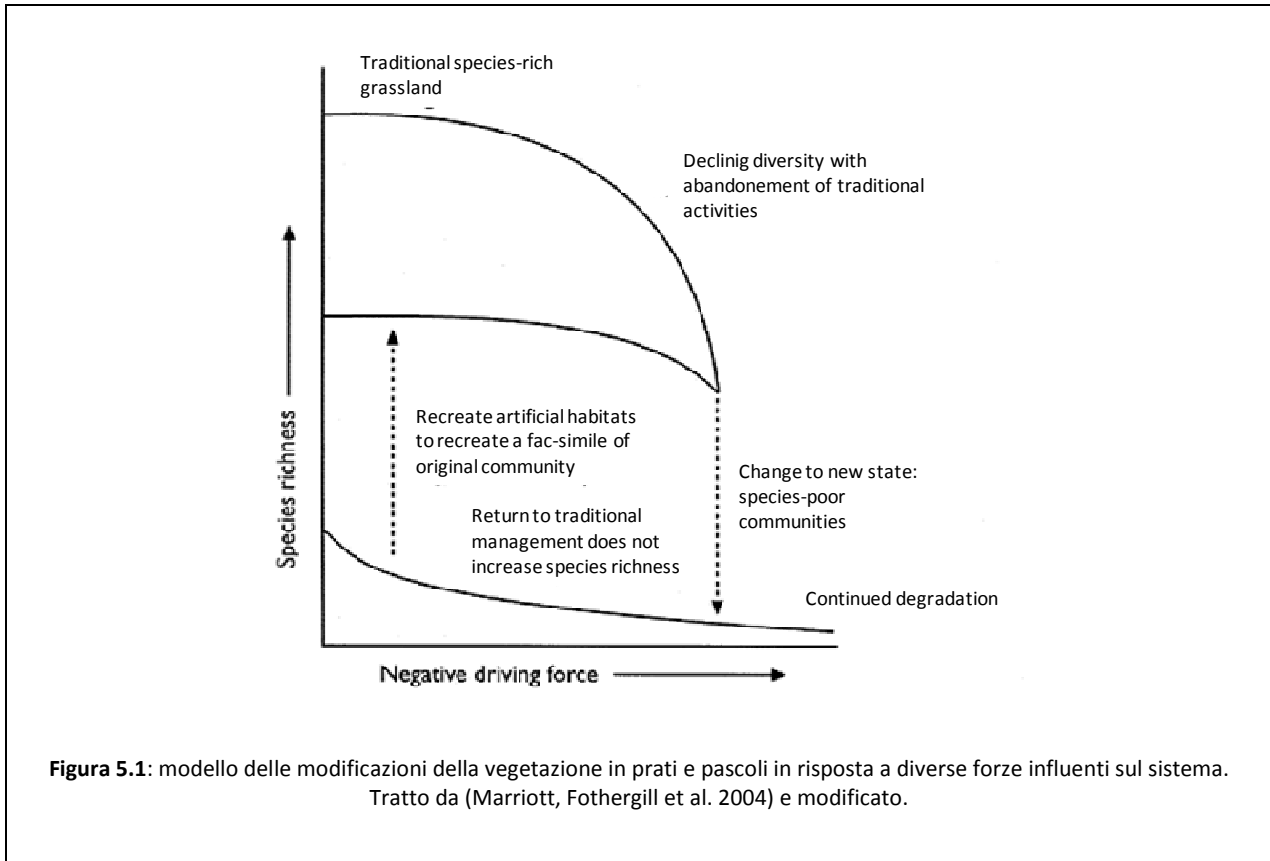 Traditional species-rich
grassland
Declinig diversity with
abandonement of traditional
activities
Species richness
Recreate artificial habitats
to recreate a fac-simile of
original community
Return to traditional
management does not
increase species richness
Change to new state:
species-poor
communities
Continued degradation
Negative driving force
Figura 5.1: modello delle modificazioni della vegetazione in prati e pascoli in risposta a diverse forze influenti sul sistema.
Tratto da (Marriott, Fothergill et al. 2004) e modificato.